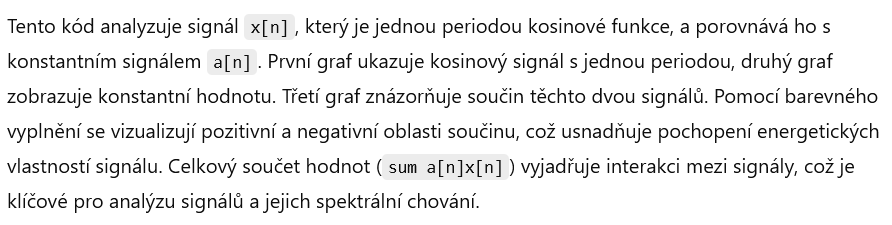 Tento kód analyzuje signál x[n], který je jednou periodou kosinové funkce, a porovnává ho s
konstantním signálem a[n]. První graf ukazuje kosinový signál s jednou periodou, druhý graf
zobrazuje konstantní hodnotu. Třetí graf znázorňuje součin těchto dvou signálů. Pomocí barevného
vyplnění se vizualizují pozitivní a negativní oblasti součinu, což usnadňuje pochopení energetických
vlastností signálu. Celkový součet hodnot (sum a[n]x[n]) vyjadřuje interakci mezi signály, což je
klíčové pro analýzu signálů a jejich spektrální chování.